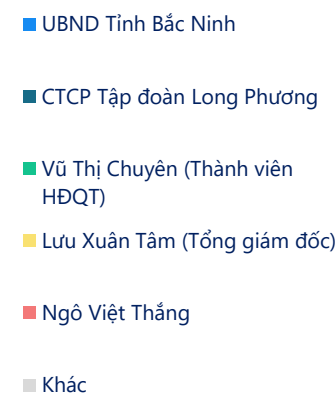 UBND Tỉnh Bắc Ninh
CTCP Tập đoàn Long Phương
Vũ Thị Chuyên (Thành viên
HĐQT)
Lưu Xuân Tâm (Tổng giám đốc)
Ngô Việt Thắng
Khác